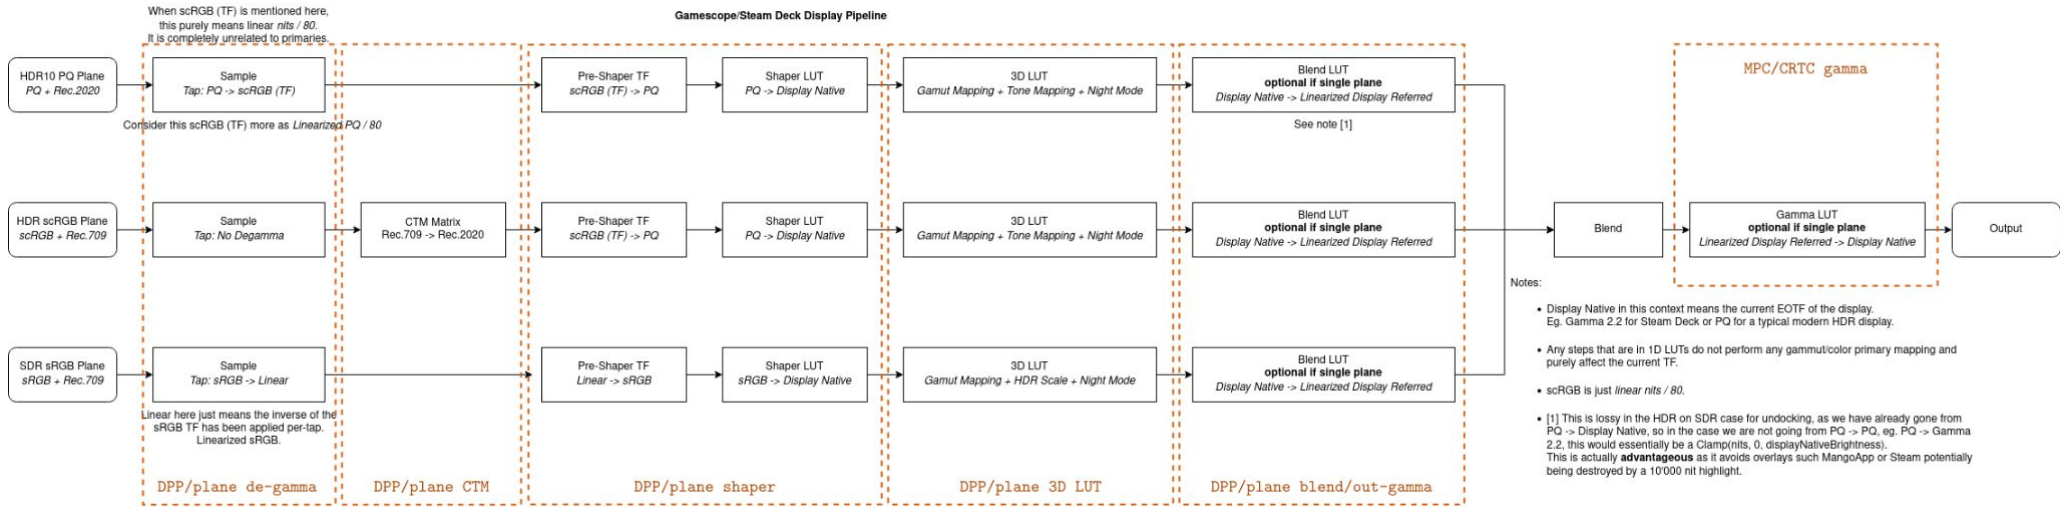 Gamescope/Steam Deck Display Pipeline
When scRGB (TF) is mentioned here,
this purely means linear nits / 80.
It is completely unrelated to primaries.
HDR10 PQ Plane
PQ + Rec.2020
Sample
Tap: PQ -> scRGB (TF)
Consider this scRGB (TF) more as Linearized PQ / 80
Pre-Shaper TF
scRGB (TF) -> PQ
Shaper LUT
PQ -> Display Native
3D LUT
Gamut Mapping + Tone Mapping + Night Mode
Blend LUT
optional if single plane
Display Native -> Linearized Display Referred
See note [1]
MPC/CRTC gamma
HDR scRGB Plane
scRGB + Rec.709
Sample
Tap: No Degamma
CTM Matrix
Rec.709 -> Rec.2020
Pre-Shaper TF
scRGB (TF) -> PQ
Shaper LUT
PQ -> Display Native
3D LUT
Gamut Mapping + Tone Mapping + Night Mode
Blend LUT
optional if single plane
Display Native -> Linearized Display Referred
Blend
Gamma LUT
optional if single plane
Linearized Display Referred -> Display Native
Output
SDR sRGB Plane
sRGB + Rec.709
Sample
Tap: sRGB -> Linear
Linear here just means the inverse of the
sRGB TF has been applied per-tap.
Linearized sRGB.
Pre-Shaper TF
Linear -> sRGB
Shaper LUT
sRGB -> Display Native
3D LUT
Gamut Mapping + HDR Scale + Night Mode
Blend LUT
optional if single plane
Display Native -> Linearized Display Referred
DPP/plane de-gamma
DPP/plane CTM
DPP/plane shaper
DPP/plane 3D LUT
DPP/plane blend/out-gamma
Notes:
• Display Native in this context means the current EOTF of the display.
Eg. Gamma 2.2 for Steam Deck or PQ for a typical modern HDR display.
• Any steps that are in 1D LUTs do not perform any gammut/color primary mapping and
purely affect the current TF.
• scRGB is just linear nits / 80.
• [1] This is lossy in the HDR on SDR case for undocking, as we have already gone from
PQ -> Display Native, so in the case we are not going from PQ -> PQ, eg. PQ -> Gamma
2.2, this would essentially be a Clamp(nits, 0, displayNativeBrightness).
This is actually advantageous as it avoids overlays such MangoApp or Steam potentially
being destroyed by a 10'000 nit highlight.